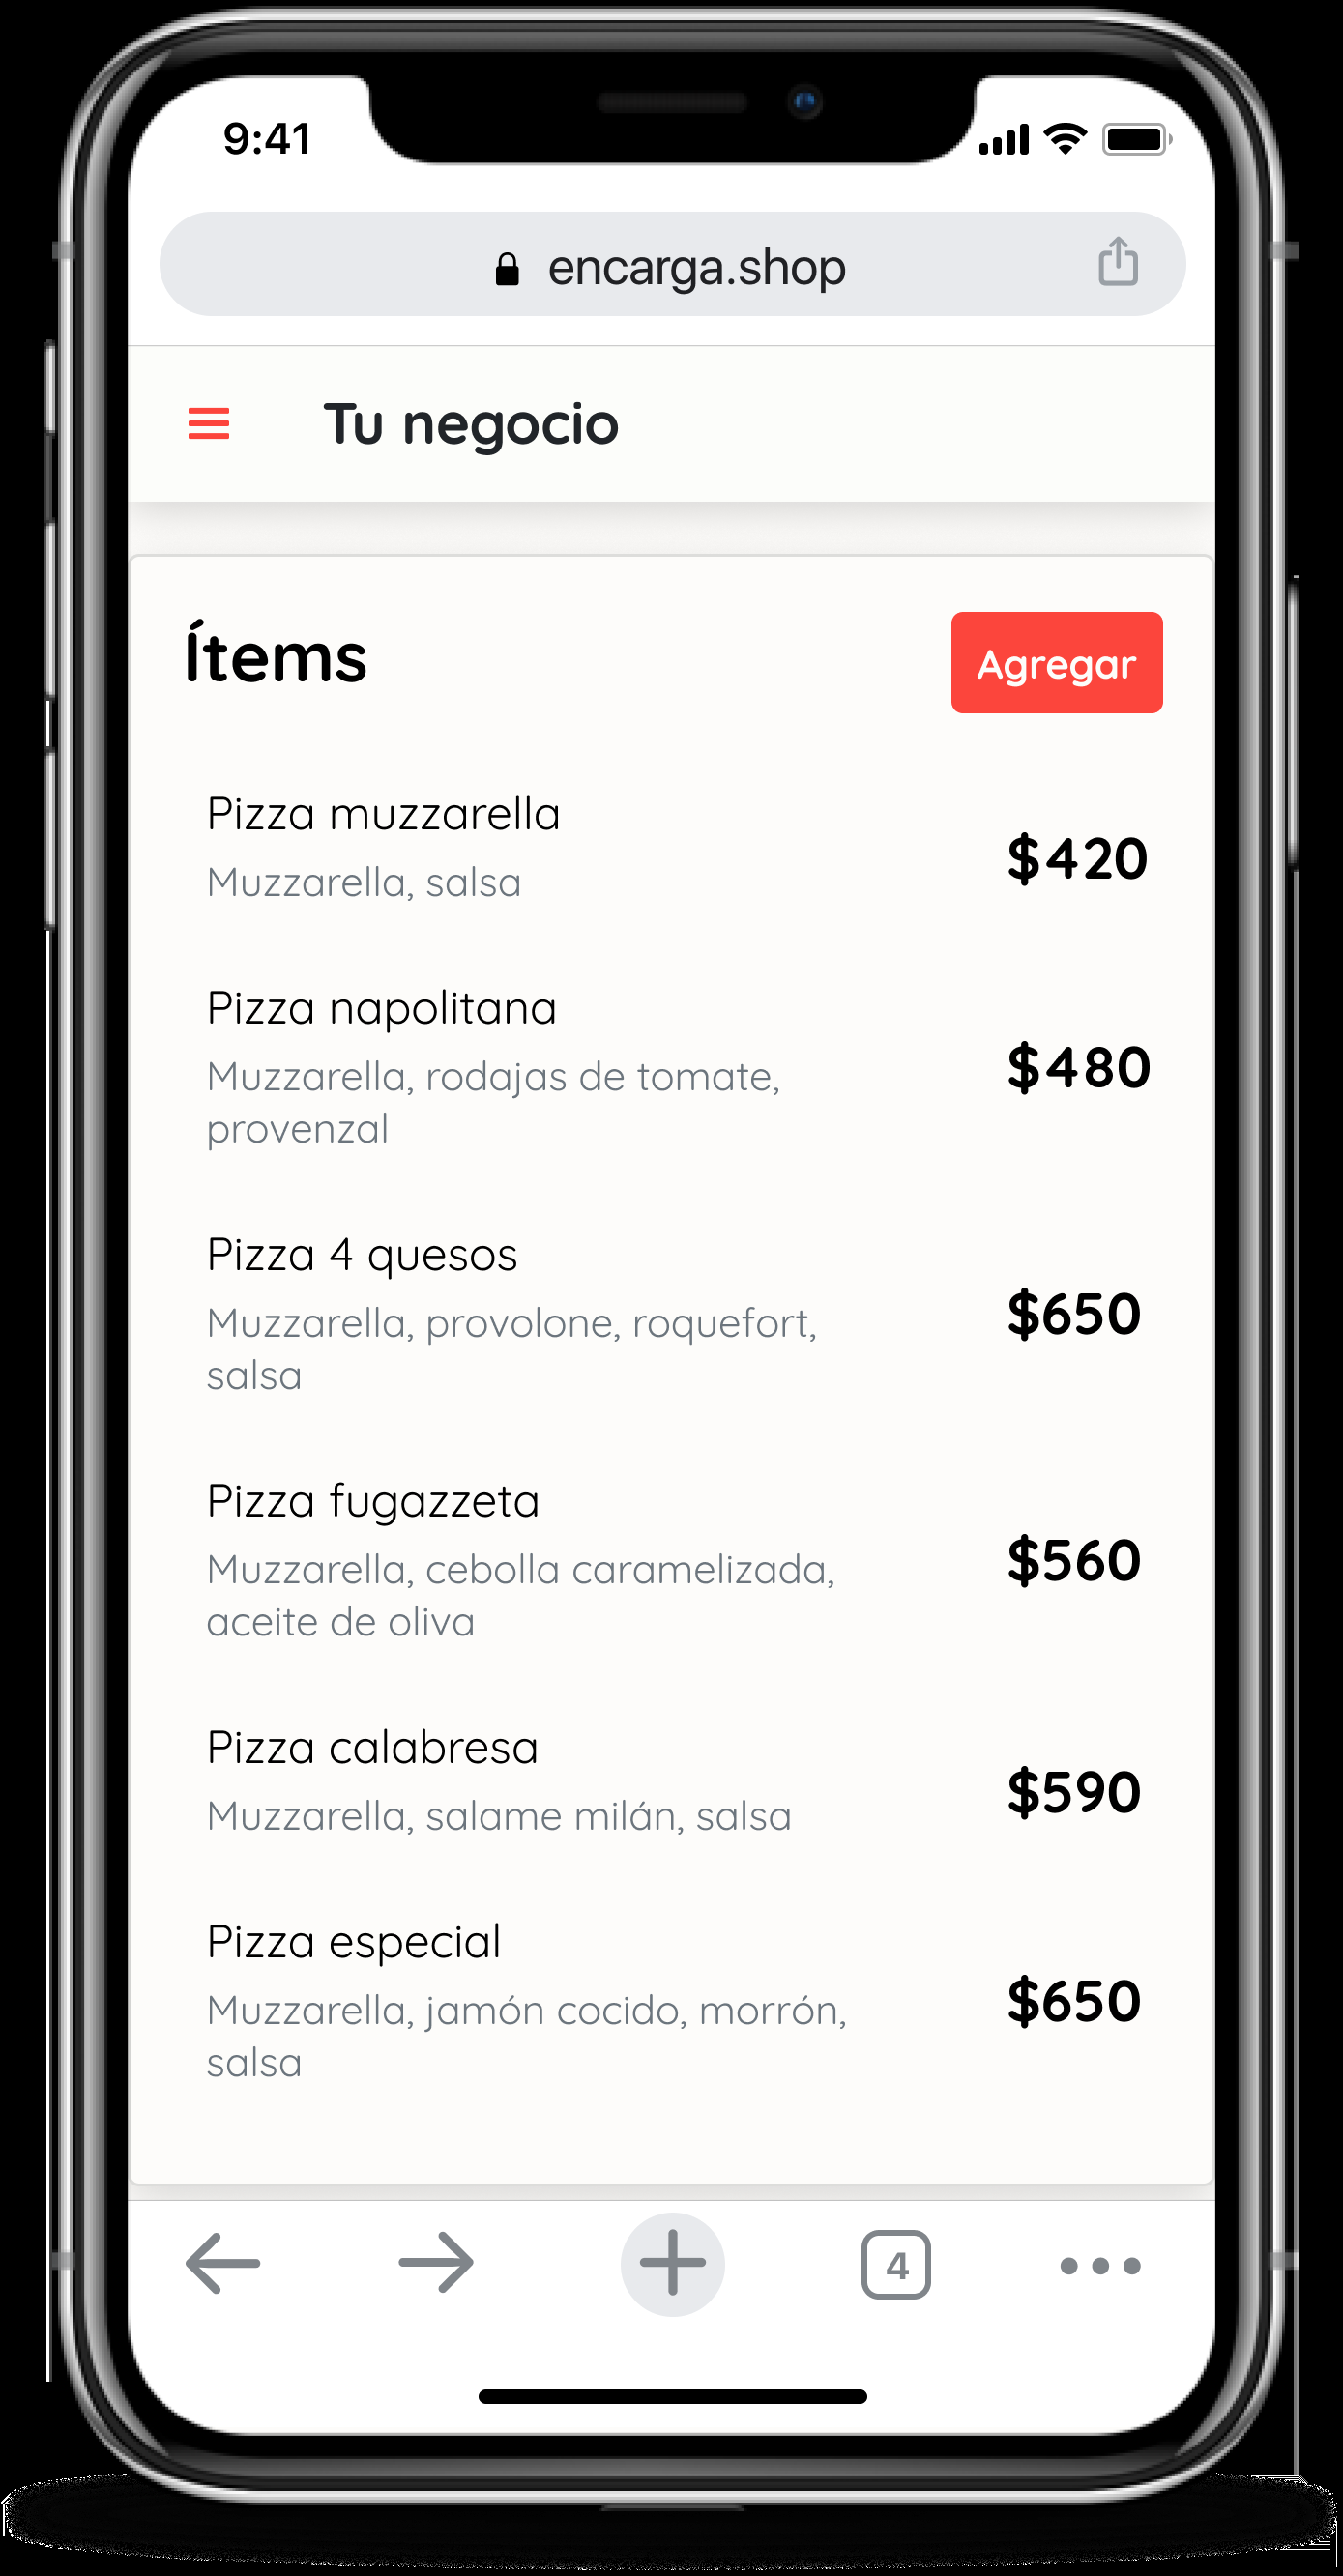 9:41
encarga.shop
Tu negocio
Ítems
Agregar
Pizza muzzarella
Muzzarella, salsa
$420
Pizza napolitana
Muzzarella, rodajas de tomate,
provenzal
$480
Pizza 4 quesos
Muzzarella, provolone, roquefort,
salsa
$650
Pizza fugazzeta
Muzzarella, cebolla caramelizada,
aceite de oliva
$560
Pizza calabresa
Muzzarella, salame milán, salsa
$590
Pizza especial
Muzzarella, jamón cocido, morrón,
salsa
$650
4